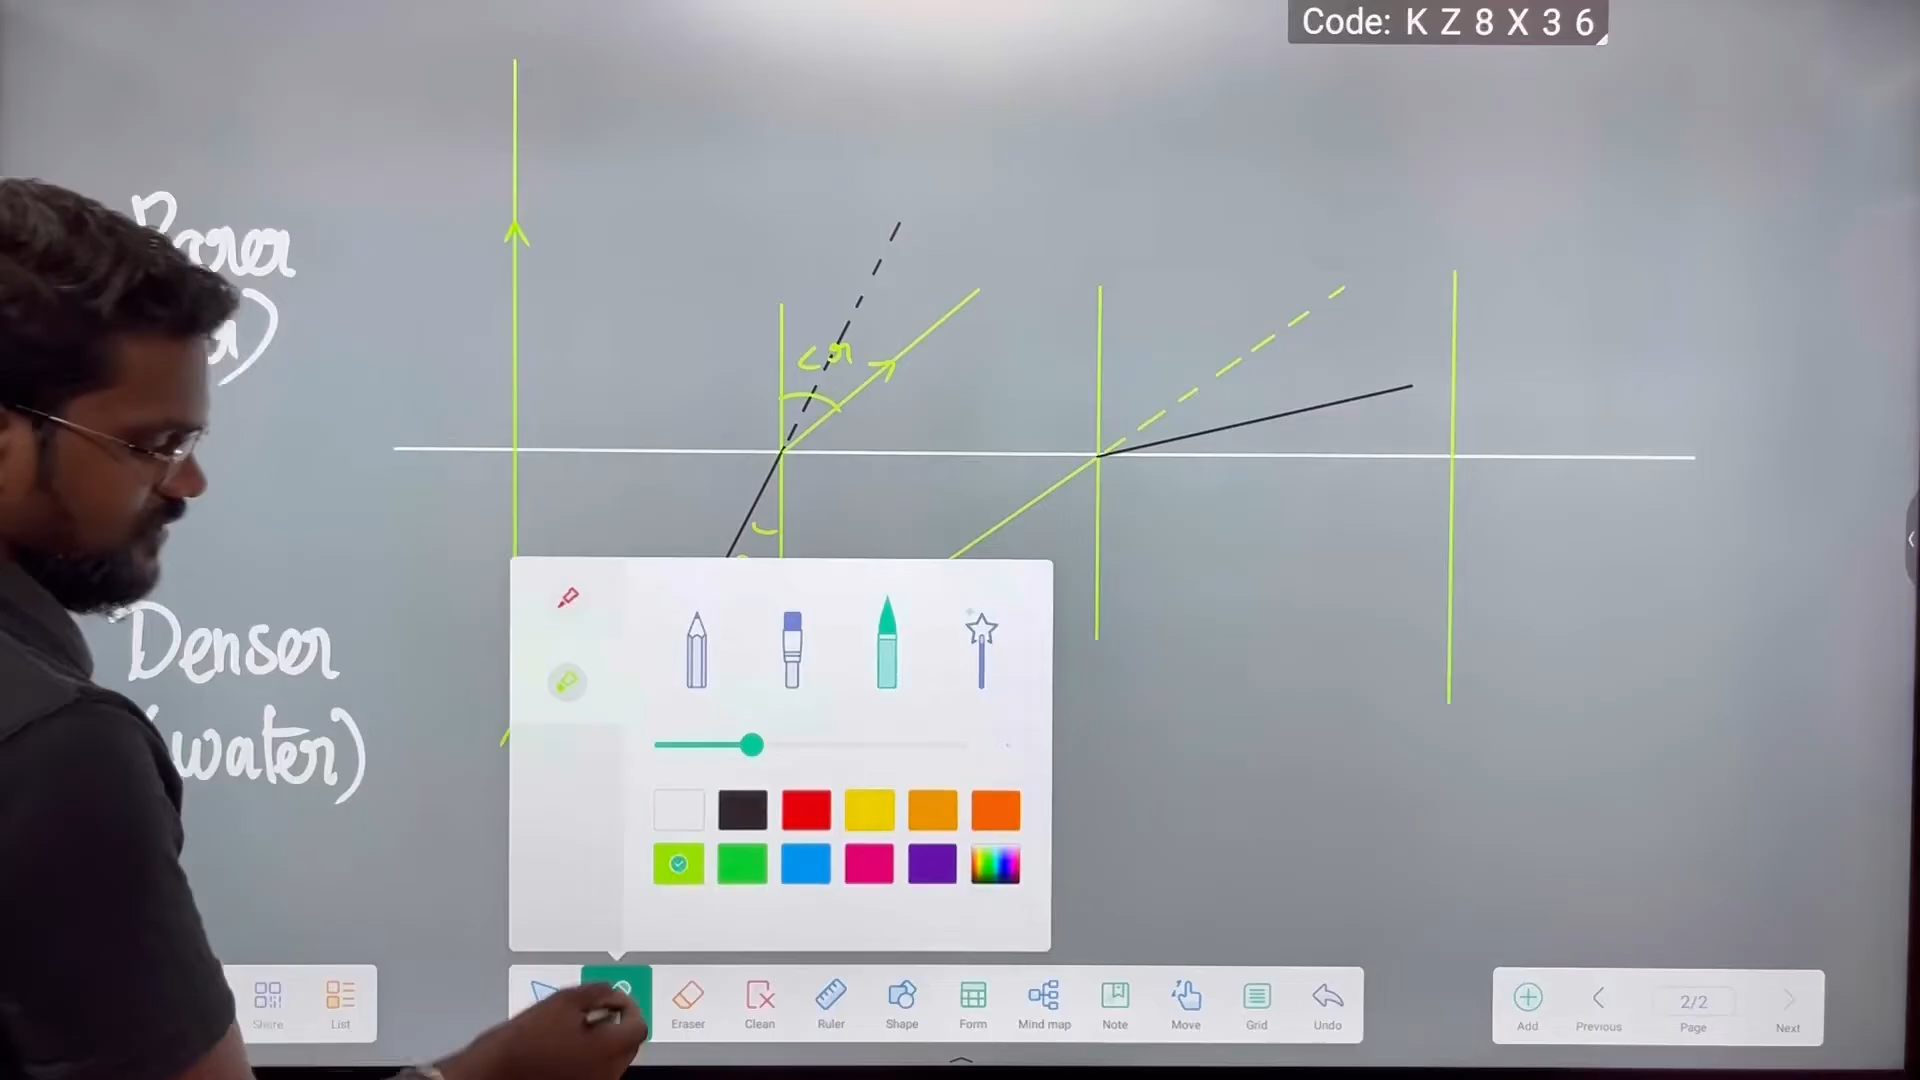 Code: K Z 8 X 3 6
Denser
(water)
Share
List
Eraser
Clean
Ruler
Shape
Form
Mind map
Note
Move
Grid
Undo
Add
Previous
2/2
Page
Next